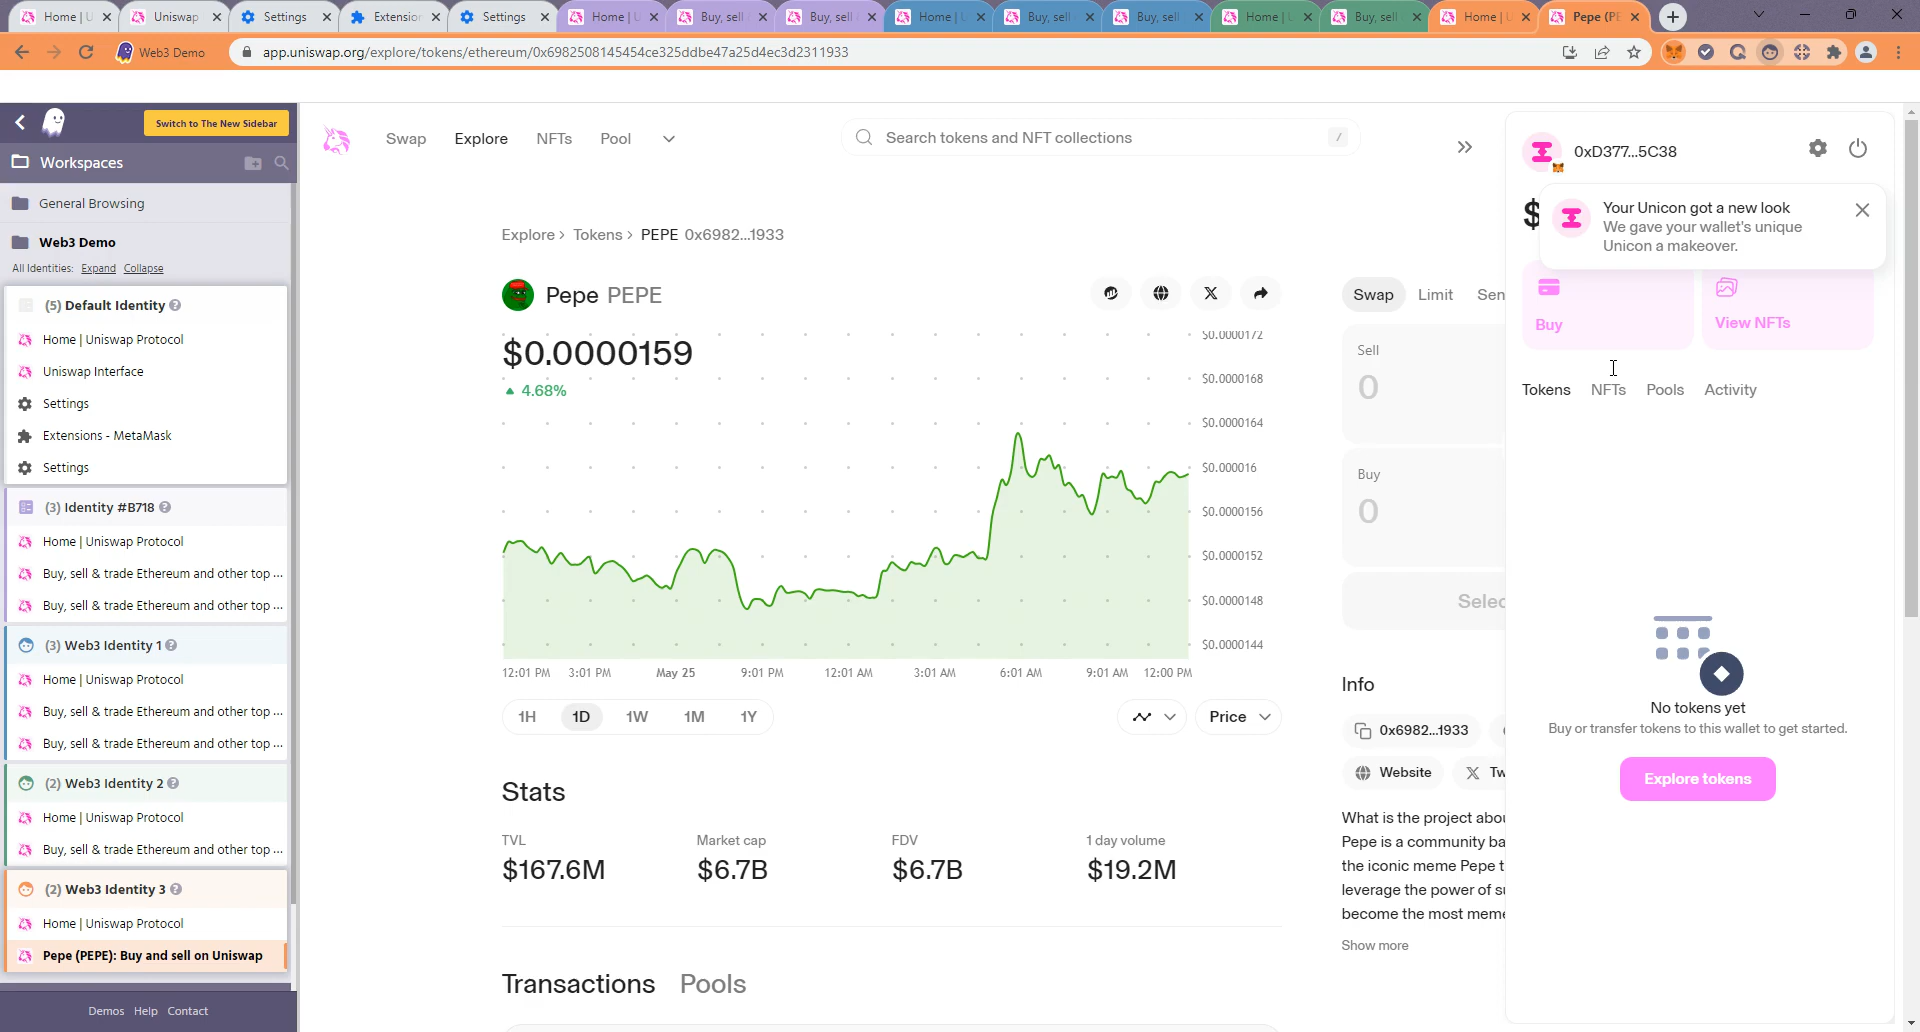 Home | U
Uniswap
Settings
Extension
Settings
Home | U
Buy, sell &
Buy, sell &
Home | U
Buy, sell &
Buy, sell
Home | U
Buy, sell
Home | U
Pepe (PE
Web3 Demo
app.uniswap.org/explore/tokens/ethereum/0x6982508145454ce325ddbe47a25d4ec3d2311933
Switch to The New Sidebar
Workspaces
General Browsing
Web3 Demo
All Identities: Expand Collapse
(5) Default Identity
Home | Uniswap Protocol
Uniswap Interface
Settings
Extensions - MetaMask
Settings
(3) Identity #B718
Home | Uniswap Protocol
Buy, sell & trade Ethereum and other top ...
Buy, sell & trade Ethereum and other top ...
(3) Web3 Identity 1
Home | Uniswap Protocol
Buy, sell & trade Ethereum and other top ...
Buy, sell & trade Ethereum and other top ...
(2) Web3 Identity 2
Home | Uniswap Protocol
Buy, sell & trade Ethereum and other top ...
(2) Web3 Identity 3
Home | Uniswap Protocol
Pepe (PEPE): Buy and sell on Uniswap
Demos Help Contact
Swap Explore NFTs Pool
Search tokens and NFT collections /
Explore > Tokens > PEPE 0x6982...1933
Pepe PEPE
$0.0000159
4.68%
$0.0000172
$0.0000168
$0.0000164
$0.000016
$0.0000156
$0.0000152
$0.0000148
$0.0000144
12:01 PM 3:01 PM May 25 9:01 PM 12:01 AM 3:01 AM 6:01 AM 9:01 AM 12:00 PM
1H 1D 1W 1M 1Y
Price
Stats
TVL Market cap FDV 1 day volume
$167.6M $6.7B $6.7B $19.2M
Transactions Pools
Swap Limit Sen
Sell
0
Buy
0
Selec
Info
0x6982...1933
Website Tw
What is the project abou
Pepe is a community ba
the iconic meme Pepe t
leverage the power of su
become the most meme
Show more
0xD377...5C38
$
Your Unicon got a new look
We gave your wallet's unique
Unicon a makeover.
Buy
View NFTs
Tokens NFTs Pools Activity
No tokens yet
Buy or transfer tokens to this wallet to get started.
Explore tokens